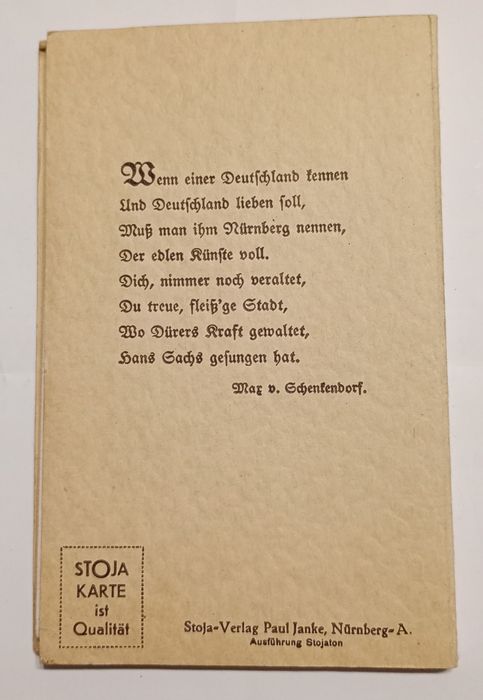 Wenn einer Deutschland kennen
Und Deutschland lieben soll,
Muß man ihm Nürnberg nennen,
Der edlen Künste voll.
Dich, nimmer noch veraltet,
Du treue, fleiß'ge Stadt,
Wo Dürers Kraft gewaltet,
Hans Sachs gesungen hat.
Max v. Schenkendorf.
STOJA
KARTE
ist
Qualität
Stoja-Verlag Paul Janke, Nürnberg-A.
Ausführung Stojaton